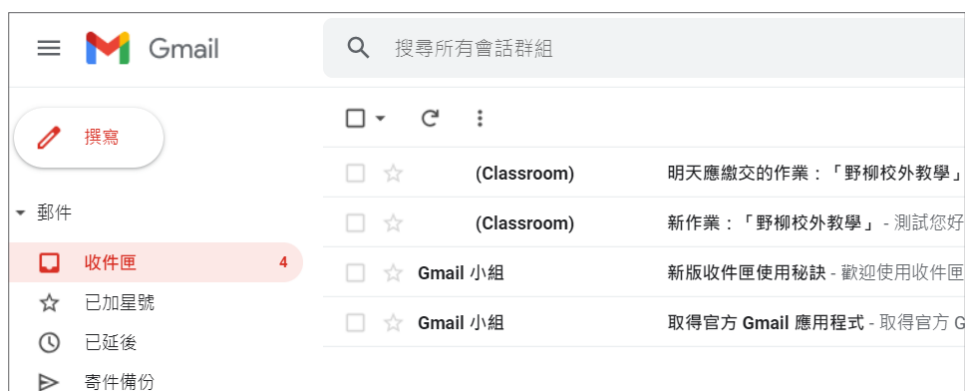 Gmail
搜尋所有會話群組
撰寫
郵件
收件匣 4
已加星號
已延後
寄件備份
(Classroom) 明天應繳交的作業：「野柳校外教學」
(Classroom) 新作業：「野柳校外教學」 - 測試您好
Gmail 小組 新版收件匣使用秘訣 - 歡迎使用收件匣
Gmail 小組 取得官方 Gmail 應用程式 - 取得官方 G